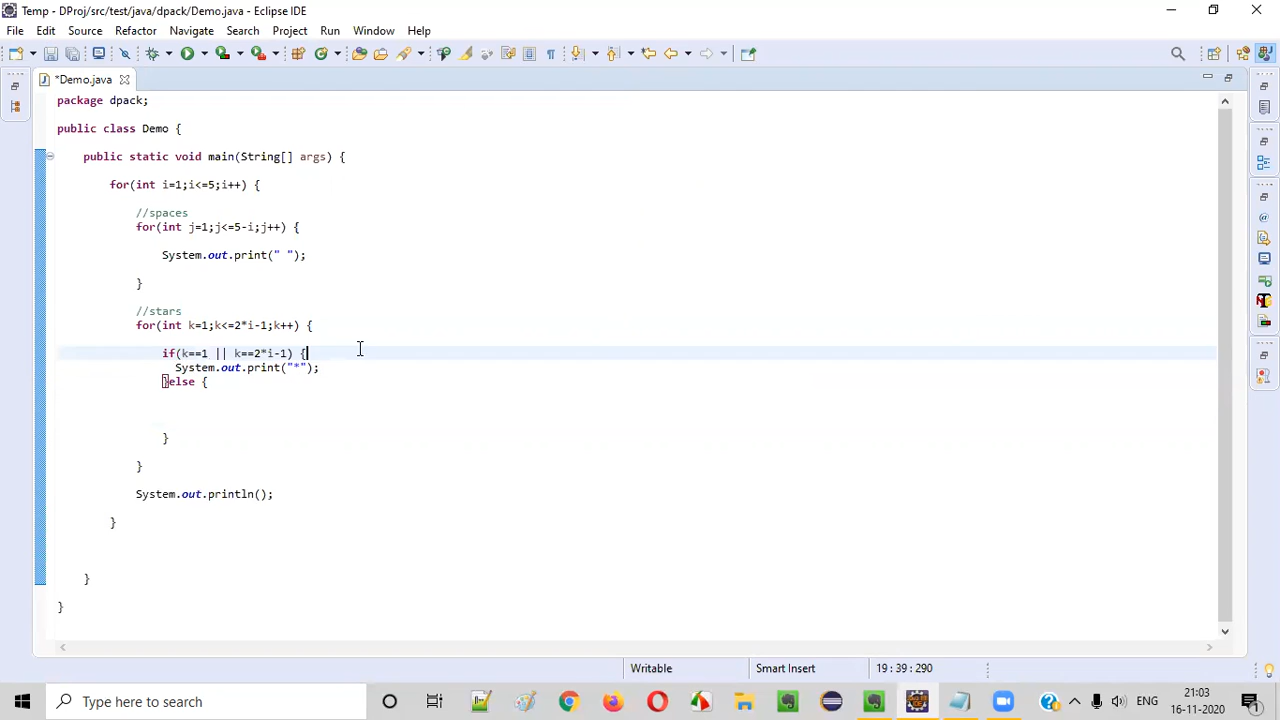 Temp - DProj/src/test/java/dpack/Demo.java - Eclipse IDE
File Edit Source Refactor Navigate Search Project Run Window Help
*Demo.java
package dpack;
public class Demo {
public static void main(String[] args) {
for(int i=1;i<=5;i++) {
//spaces
for(int j=1;j<=5-i;j++) {
System.out.print(" ");
}
//stars
for(int k=1;k<=2*i-1;k++) {
if(k==1 || k==2*i-1) {
System.out.print("*");
}else {
}
}
System.out.println();
}
}
}
Writable Smart Insert 19 : 39 : 290
Type here to search
ENG
21:03
16-11-2020